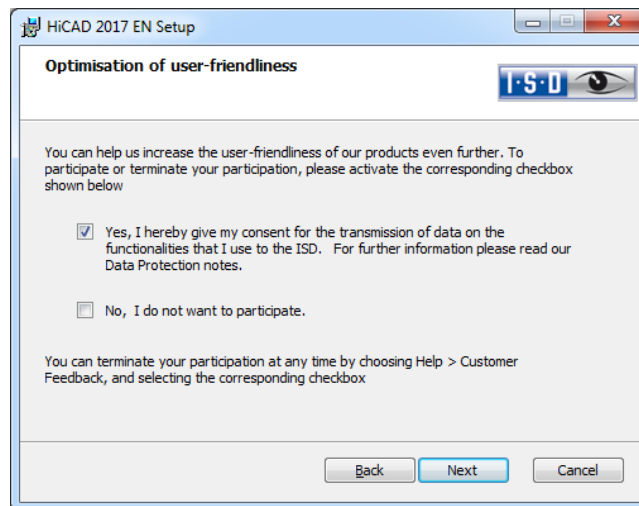 HiCAD 2017 EN Setup
Optimisation of user-friendliness
I·S·D
You can help us increase the user-friendliness of our products even further. To
participate or terminate your participation, please activate the corresponding checkbox
shown below
Yes, I hereby give my consent for the transmission of data on the
functionalities that I use to the ISD.   For further information please read our
Data Protection notes.
No, I do not want to participate.
You can terminate your participation at any time by choosing Help > Customer
Feedback, and selecting the corresponding checkbox
Back Next Cancel